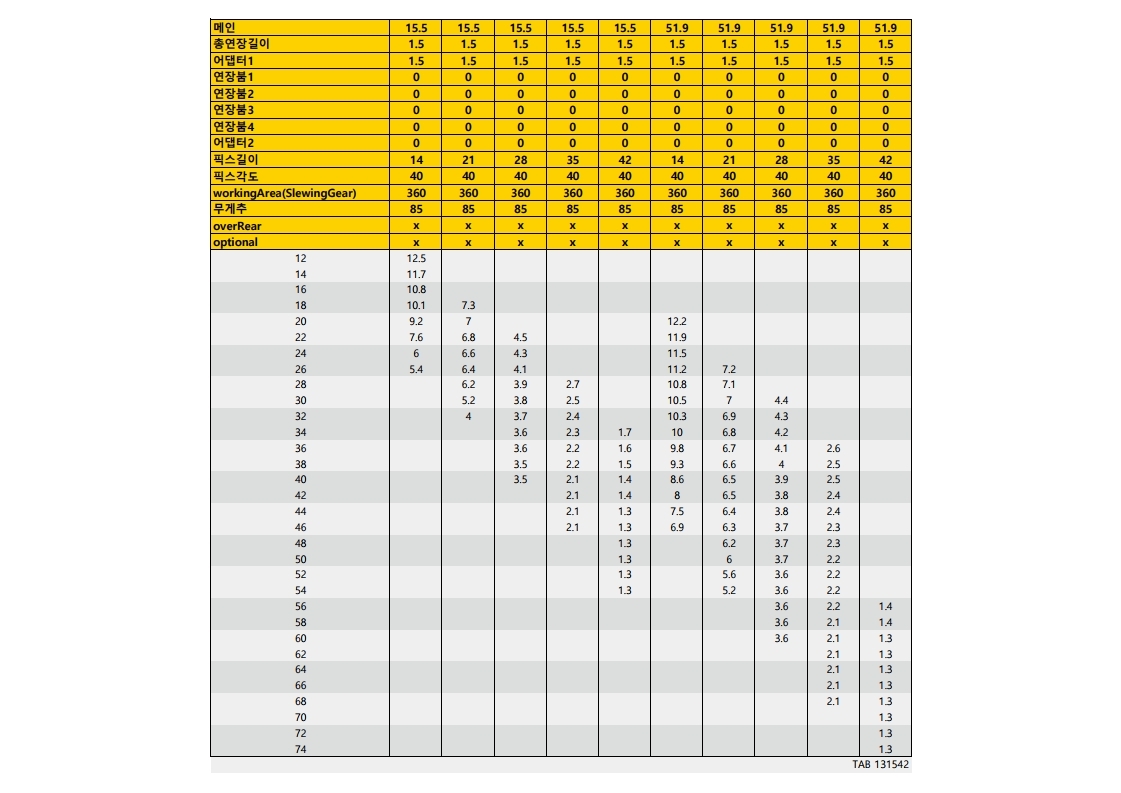 메인 15.5 15.5 15.5 15.5 15.5 51.9 51.9 51.9 51.9 51.9
총연장길이 1.5 1.5 1.5 1.5 1.5 1.5 1.5 1.5 1.5 1.5
어댑터1 1.5 1.5 1.5 1.5 1.5 1.5 1.5 1.5 1.5 1.5
연장붐1 0 0 0 0 0 0 0 0 0 0
연장붐2 0 0 0 0 0 0 0 0 0 0
연장붐3 0 0 0 0 0 0 0 0 0 0
연장붐4 0 0 0 0 0 0 0 0 0 0
어댑터2 0 0 0 0 0 0 0 0 0 0
픽스길이 14 21 28 35 42 14 21 28 35 42
픽스각도 40 40 40 40 40 40 40 40 40 40
workingArea(SlewingGear) 360 360 360 360 360 360 360 360 360 360
무게추 85 85 85 85 85 85 85 85 85 85
overRear x x x x x x x x x x
optional x x x x x x x x x x
12 12.5
14 11.7
16 10.8
18 10.1 7.3
20 9.2 7 12.2
22 7.6 6.8 4.5 11.9
24 6 6.6 4.3 11.5
26 5.4 6.4 4.1 11.2 7.2
28 6.2 3.9 2.7 10.8 7.1
30 5.2 3.8 2.5 10.5 7 4.4
32 4 3.7 2.4 10.3 6.9 4.3
34 3.6 2.3 1.7 10 6.8 4.2
36 3.6 2.2 1.6 9.8 6.7 4.1 2.6
38 3.5 2.2 1.5 9.3 6.6 4 2.5
40 3.5 2.1 1.4 8.6 6.5 3.9 2.5
42 2.1 1.4 8 6.5 3.8 2.4
44 2.1 1.3 7.5 6.4 3.8 2.4
46 2.1 1.3 6.9 6.3 3.7 2.3
48 1.3 6.2 3.7 2.3
50 1.3 6 3.7 2.2
52 1.3 5.6 3.6 2.2
54 1.3 5.2 3.6 2.2
56 3.6 2.2 1.4
58 3.6 2.1 1.4
60 3.6 2.1 1.3
62 2.1 1.3
64 2.1 1.3
66 2.1 1.3
68 2.1 1.3
70 1.3
72 1.3
74 1.3
TAB 131542